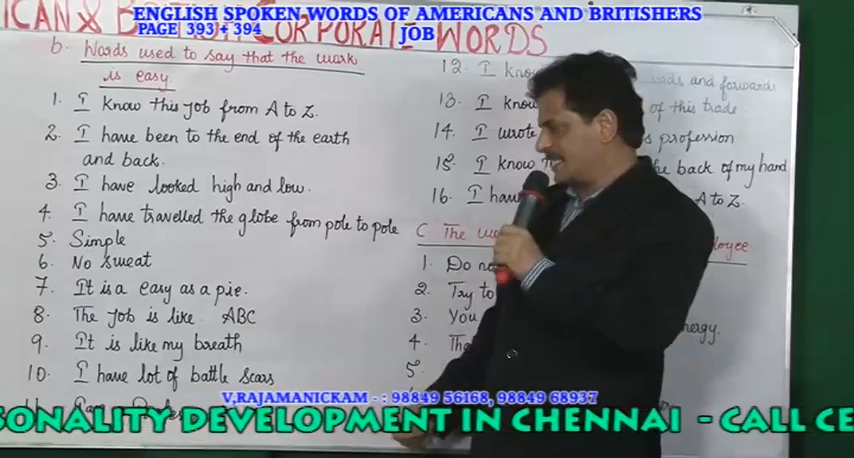 ENGLISH SPOKEN WORDS OF AMERICANS AND BRITISHERS
PAGE 393 + 394 JOB
ICAN & B CORPORATE WORDS
b- Words used to say that the work
is easy
1. I know this job from A to Z.
2. I have been to the end of the earth
and back.
3. I have looked high and low.
4. I have travelled the globe from pole to pole
5. Simple
6. No sweat
7. It is a easy as a pie.
8. The job is like ABC
9. It is like my breath
10. I have lot of battle scars
12. I know and forwards
13. I know of this trade
14. I wrote profession
15. I know back of my hand
16. I have A to Z.
C. The
1. Do
2. Try to
3. You
4.
5.
V,RAJAMANICKAM - : 98849 56168, 98849 68937
SONALITY DEVELOPMENT IN CHENNAI - CALL CE